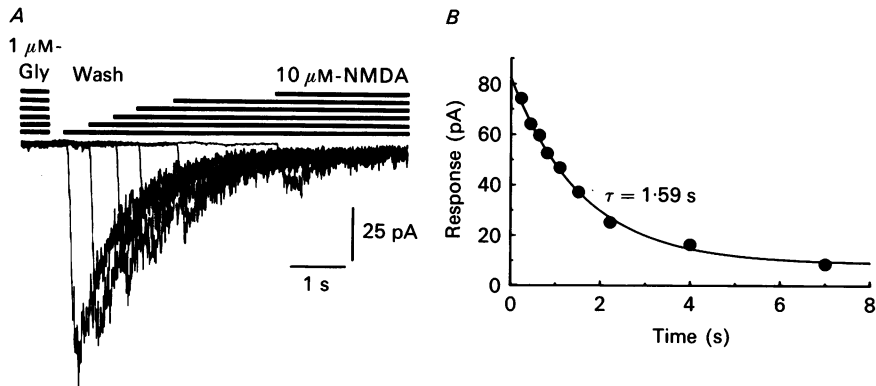 A
1 μM-
Gly
Wash
10 μM-NMDA
25 pA
1 s
B
Response (pA)
80
60
40
20
0
τ = 1·59 s
0 2 4 6 8
Time (s)